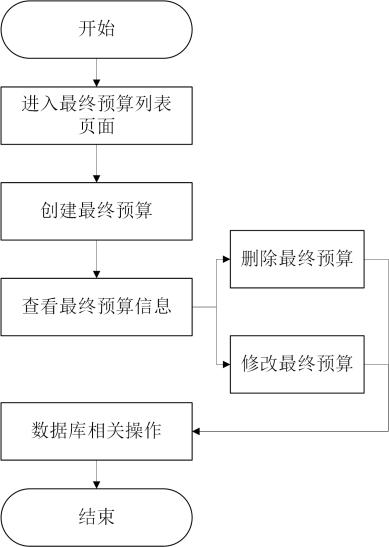 开始
进入最终预算列表
页面
创建最终预算
删除最终预算
查看最终预算信息
修改最终预算
数据库相关操作
结束